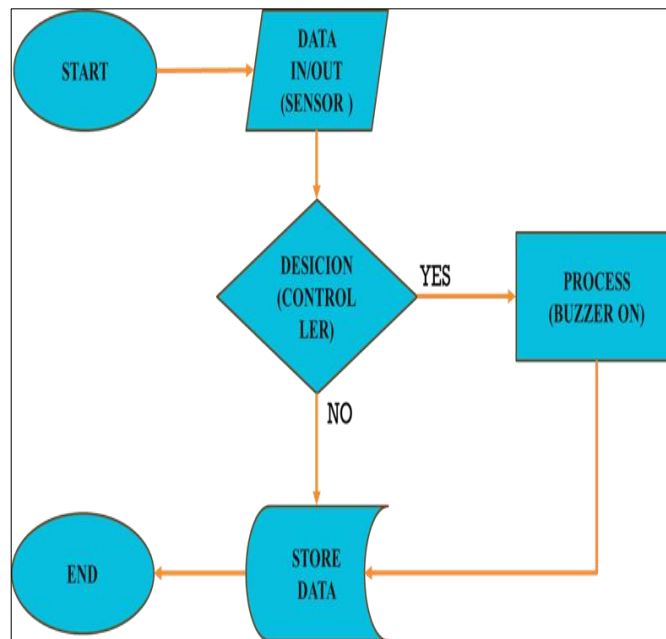 START
DATA
IN/OUT
(SENSOR )
DESICION
(CONTROL
LER)
YES
PROCESS
(BUZZER ON)
NO
STORE
DATA
END